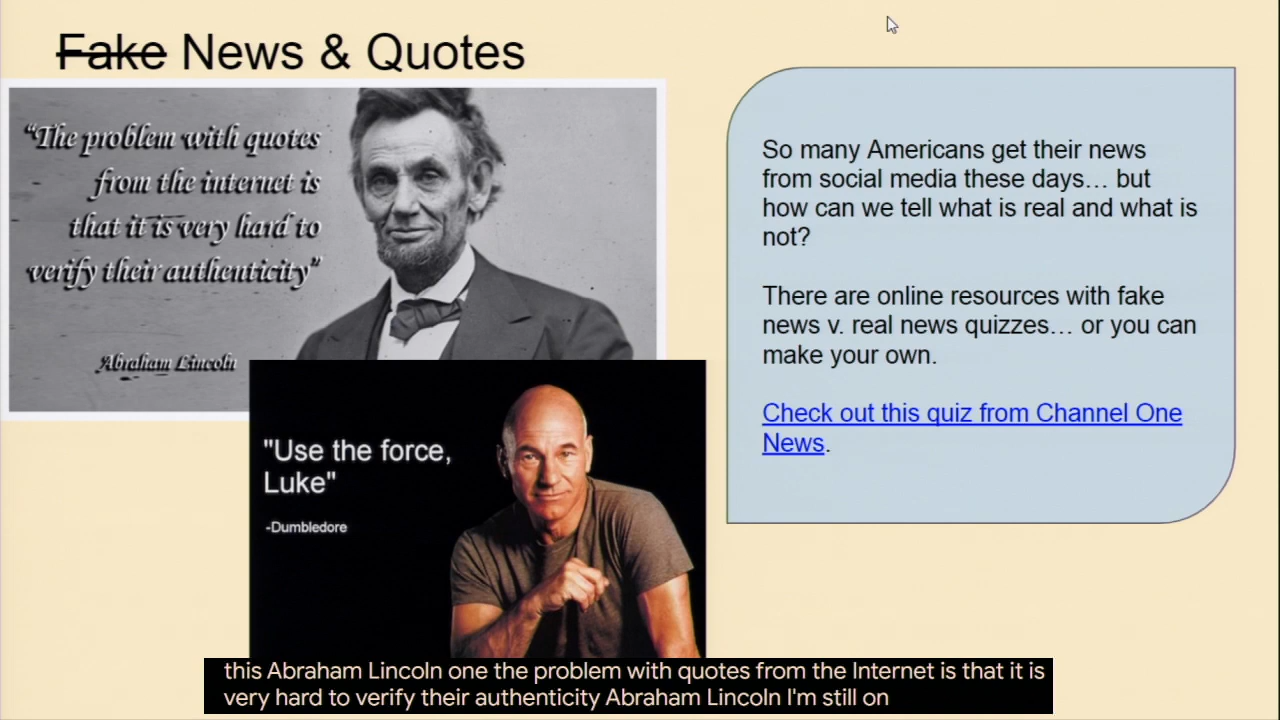 Fake News & Quotes
“The problem with quotes
from the internet is
that it is very hard to
verify their authenticity”
Abraham Lincoln
"Use the force,
Luke"
-Dumbledore
So many Americans get their news
from social media these days… but
how can we tell what is real and what is
not?
There are online resources with fake
news v. real news quizzes… or you can
make your own.
Check out this quiz from Channel One
News.
this Abraham Lincoln one the problem with quotes from the Internet is that it is
very hard to verify their authenticity Abraham Lincoln I'm still on